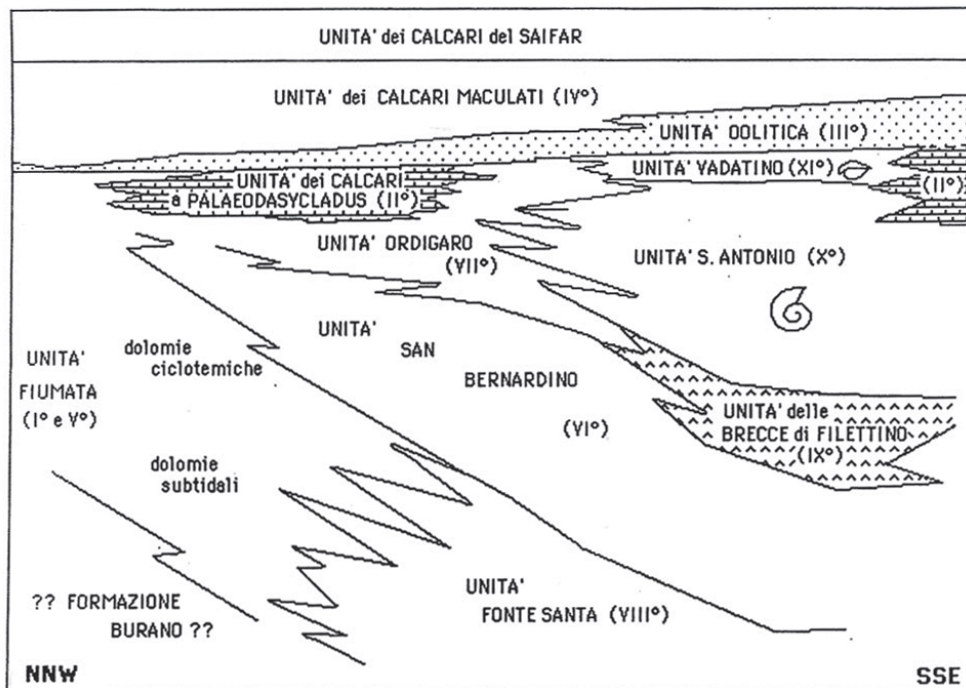 UNITA' dei CALCARI del SAIFAR
UNITA' dei CALCARI MACULATI (IV°)
UNITA' OOLITICA (III°)
UNITA' VADATINO (XI°)
UNITA' dei CALCARI
a PALAEODASYCLADUS (II°)
(II°)
UNITA' ORDIGARO
(VII°)
UNITA' S. ANTONIO (X°)
UNITA'
SAN
BERNARDINO
(VI°)
dolomie
ciclotemiche
UNITA'
FIUMATA
(I° e V°)
UNITA' delle
BRECCE di FILETTINO
(IX°)
dolomie
subtidali
UNITA'
FONTE SANTA (VIII°)
?? FORMAZIONE
BURANO ??
NNW
SSE